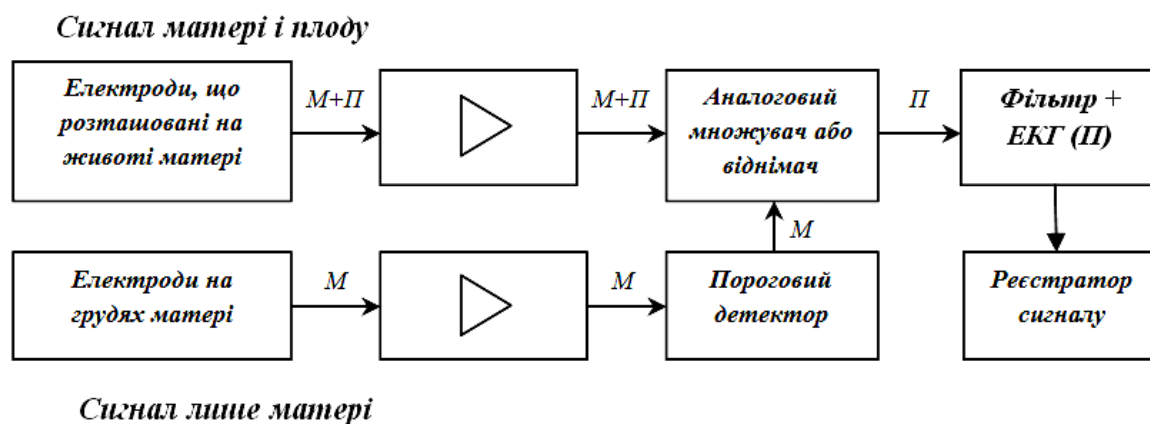 Сигнал матері і плоду
Електроди, що
розташовані на
животі матері
М+П
М+П
Аналоговий
множувач або
віднімач
П
Фільтр +
ЕКГ (П)
М
Електроди на
грудях матері
М
М
Пороговий
детектор
Реєстратор
сигналу
Сигнал лише матері